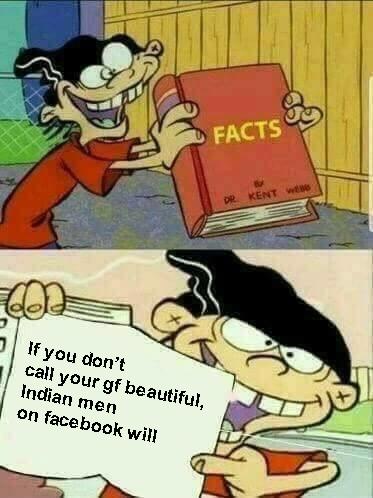 FACTS
BY
DR. KENT WEBB
If you don't
call your gf beautiful,
Indian men
on facebook will